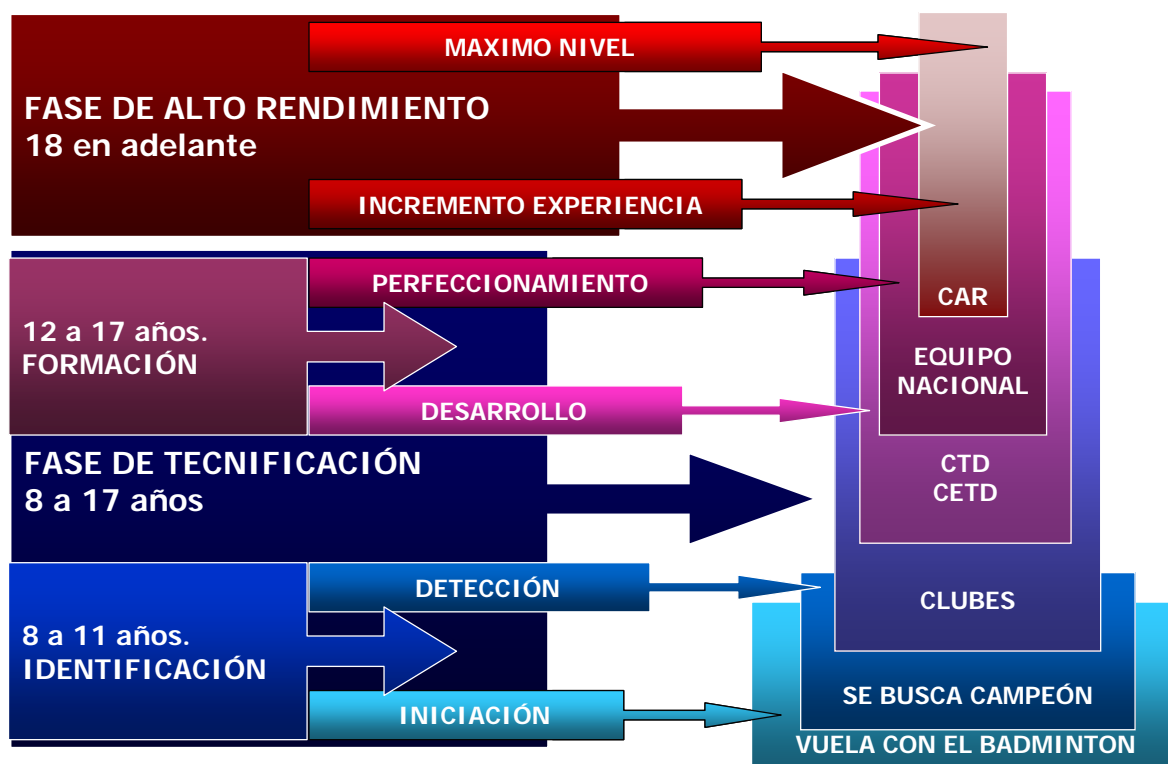 MAXIMO NIVEL
FASE DE ALTO RENDIMIENTO
18 en adelante
INCREMENTO EXPERIENCIA
PERFECCIONAMIENTO
12 a 17 años.
FORMACIÓN
DESARROLLO
FASE DE TECNIFICACIÓN
8 a 17 años
DETECCIÓN
8 a 11 años.
IDENTIFICACIÓN
INICIACIÓN
CAR
EQUIPO
NACIONAL
CTD
CETD
CLUBES
SE BUSCA CAMPEÓN
VUELA CON EL BADMINTON